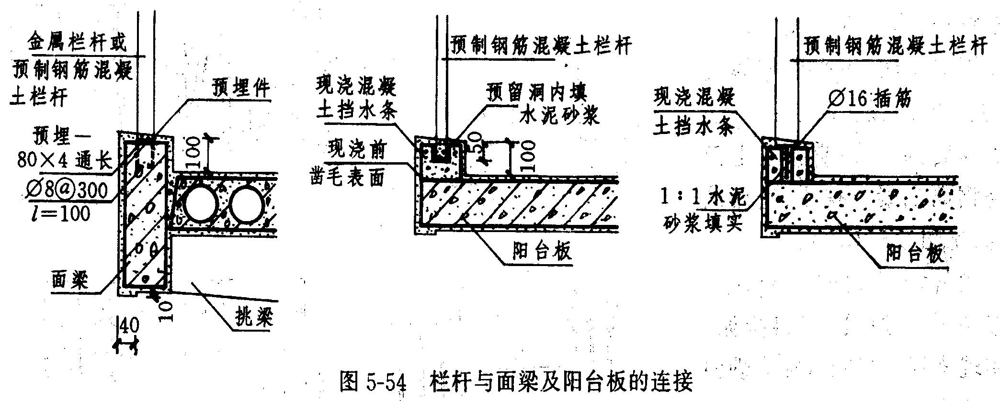 金属栏杆或
预制钢筋混凝
土栏杆
预埋件
预埋—
80×4通长
∅8@300
l=100
面梁
挑梁
100
10
40
预制钢筋混凝土栏杆
现浇混凝
土挡水条
预留洞内填
水泥砂浆
现浇前
凿毛表面
50
100
阳台板
预制钢筋混凝土栏杆
现浇混凝
土挡水条
∅16插筋
1:1水泥
砂浆填实
阳台板
图 5-54 栏杆与面梁及阳台板的连接